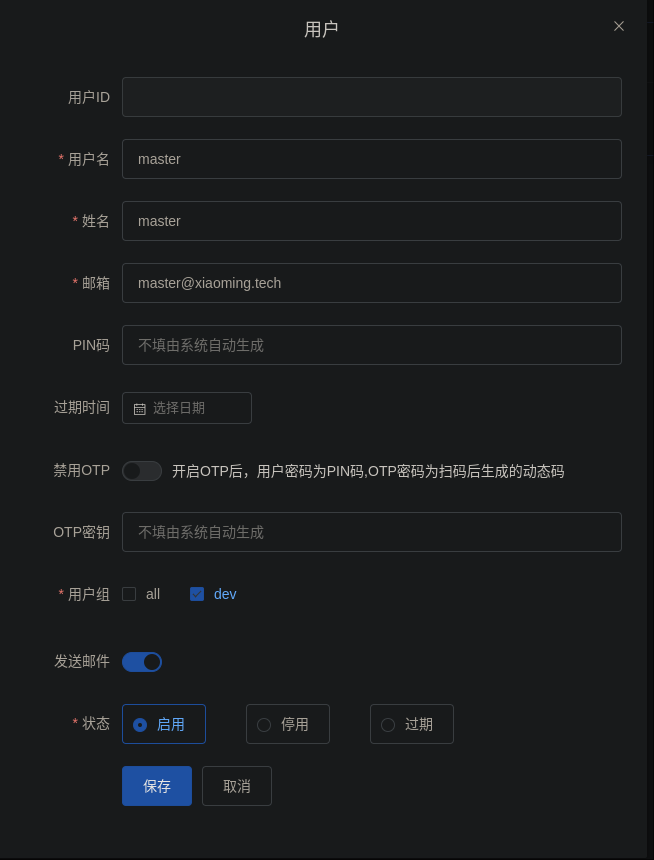 用户
用户ID
* 用户名 master
* 姓名 master
* 邮箱 master@xiaoming.tech
PIN码 不填由系统自动生成
过期时间 选择日期
禁用OTP 开启OTP后，用户密码为PIN码,OTP密码为扫码后生成的动态码
OTP密钥 不填由系统自动生成
* 用户组 all dev
发送邮件
* 状态 启用 停用 过期
保存 取消